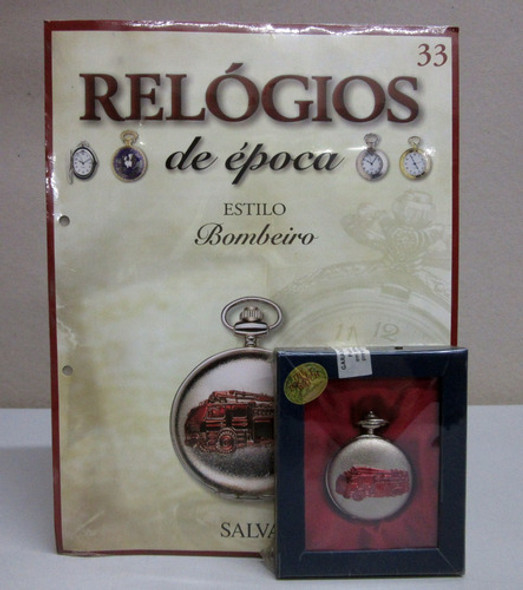 33
RELÓGIOS
de época
ESTILO
Bombeiro
SALVA